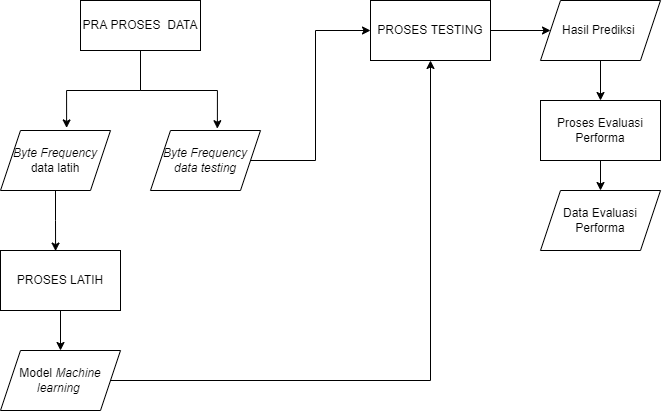 PRA PROSES DATA
PROSES TESTING
Hasil Prediksi
Byte Frequency
data latih
Byte Frequency
data testing
Proses Evaluasi
Performa
Data Evaluasi
Performa
PROSES LATIH
Model Machine
learning